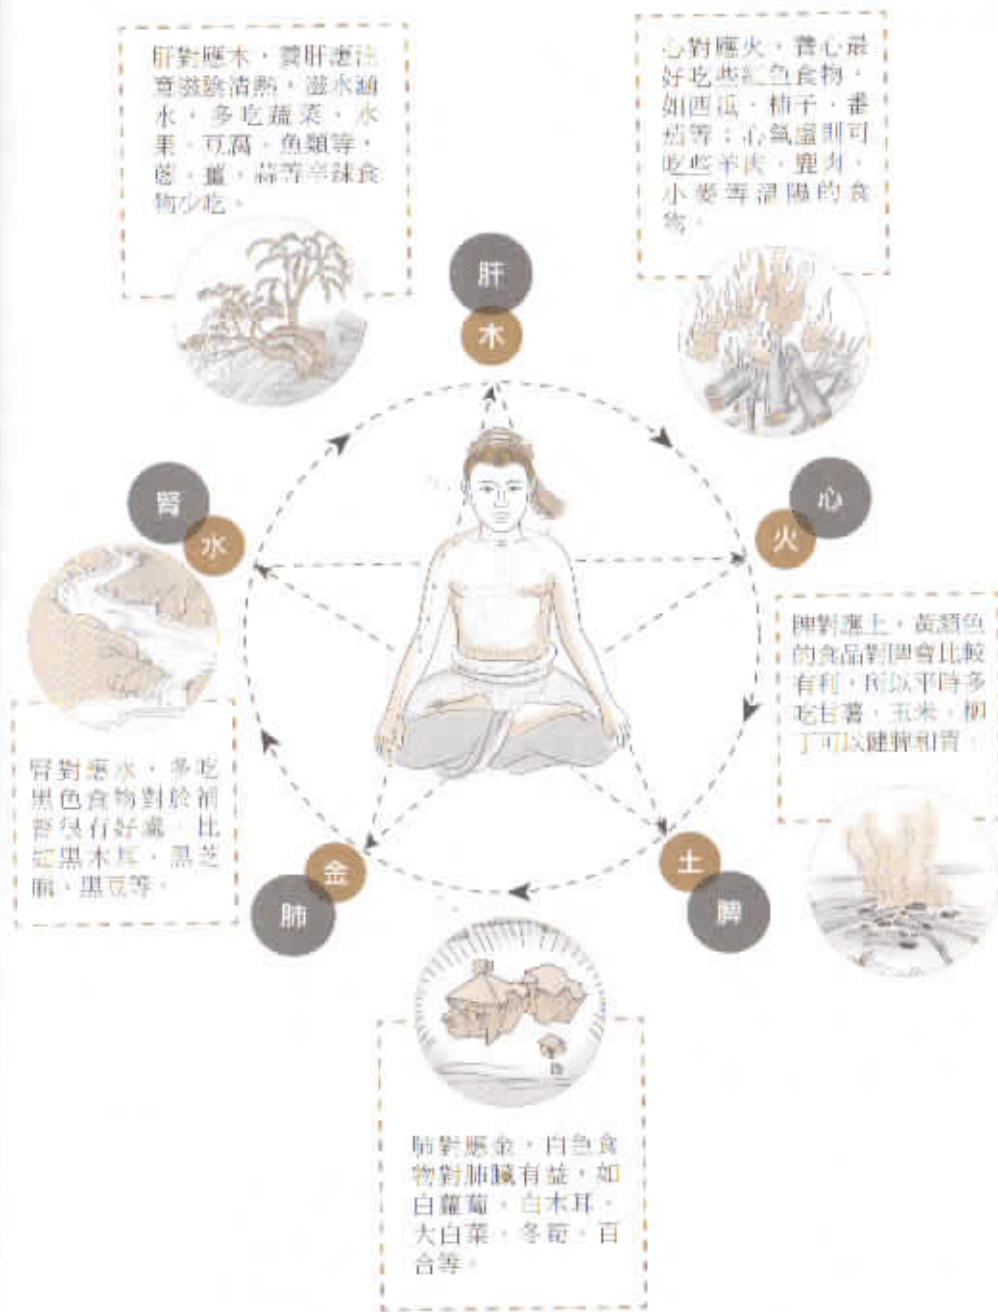 肝對應木，養肝應注
意滋陰清熱，滋水涵
水，多吃蔬菜、水
果、豆腐、魚類等，
蔥、薑、蒜等辛辣食
物少吃。
心對應火，養心最
好吃些紅色食物，
如西瓜、柿子、番
茄等；心氣虛則可
吃些羊肉、鹿肉、
小麥等溫陽的食
物。
肝
木
腎
水
心
火
脾對應土，黃顏色
的食品對脾會比較
有利，所以平時多
吃甘薯、玉米、柳
丁可以健脾和胃。
腎對應水，多吃
黑色食物對於補
腎很有好處，比
如黑木耳、黑芝
麻、黑豆等。
金
肺
土
脾
肺對應金，白色食
物對肺臟有益，如
白蘿蔔、白木耳、
大白菜、冬筍、百
合等。